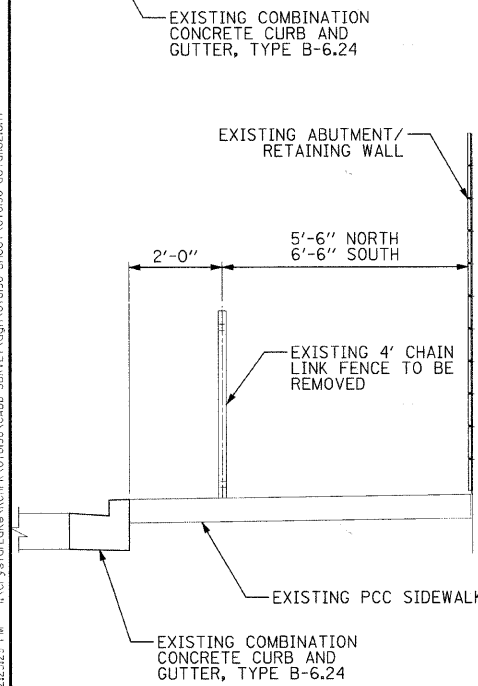 EXISTING COMBINATION
CONCRETE CURB AND
GUTTER, TYPE B-6.24
EXISTING ABUTMENT/
RETAINING WALL
5'-6" NORTH
6'-6" SOUTH
2'-0"
EXISTING 4' CHAIN
LINK FENCE TO BE
REMOVED
EXISTING PCC SIDEWALK
EXISTING COMBINATION
CONCRETE CURB AND
GUTTER, TYPE B-6.24